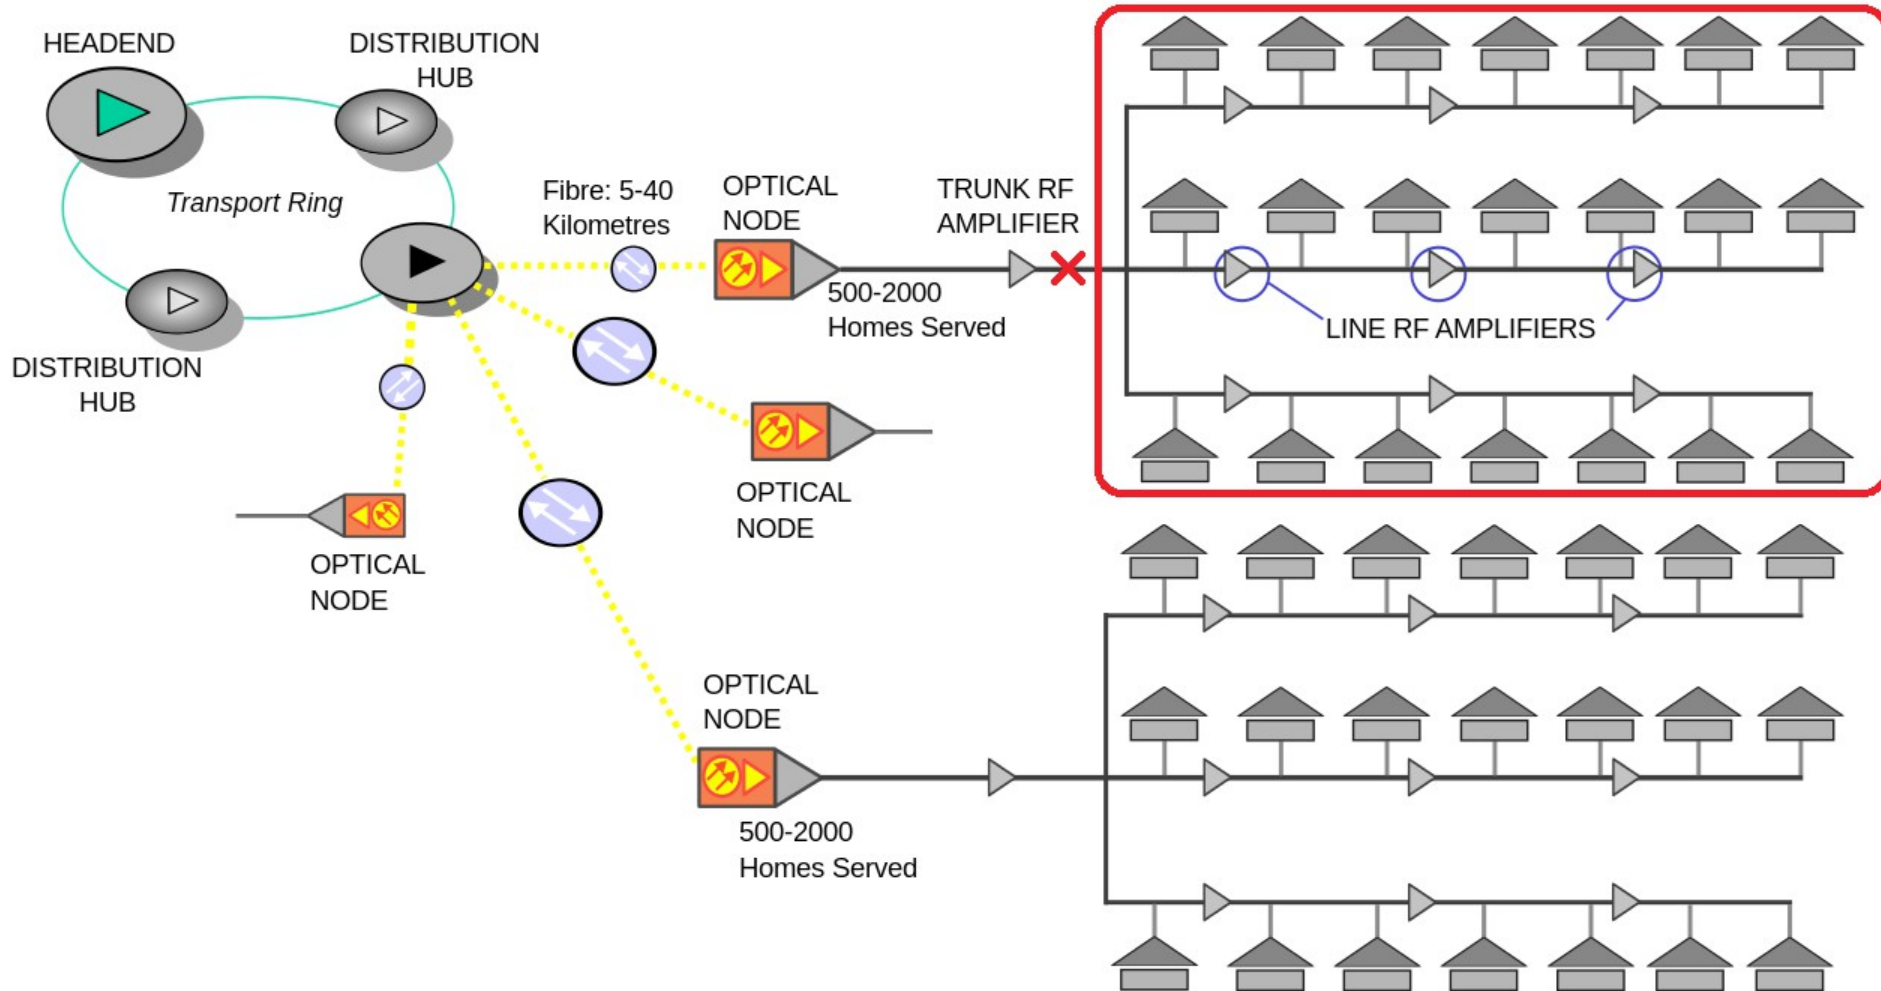 HEADEND
DISTRIBUTION
HUB
Transport Ring
DISTRIBUTION
HUB
Fibre: 5-40
Kilometres
OPTICAL
NODE
500-2000
Homes Served
TRUNK RF
AMPLIFIER
LINE RF AMPLIFIERS
OPTICAL
NODE
OPTICAL
NODE
OPTICAL
NODE
500-2000
Homes Served